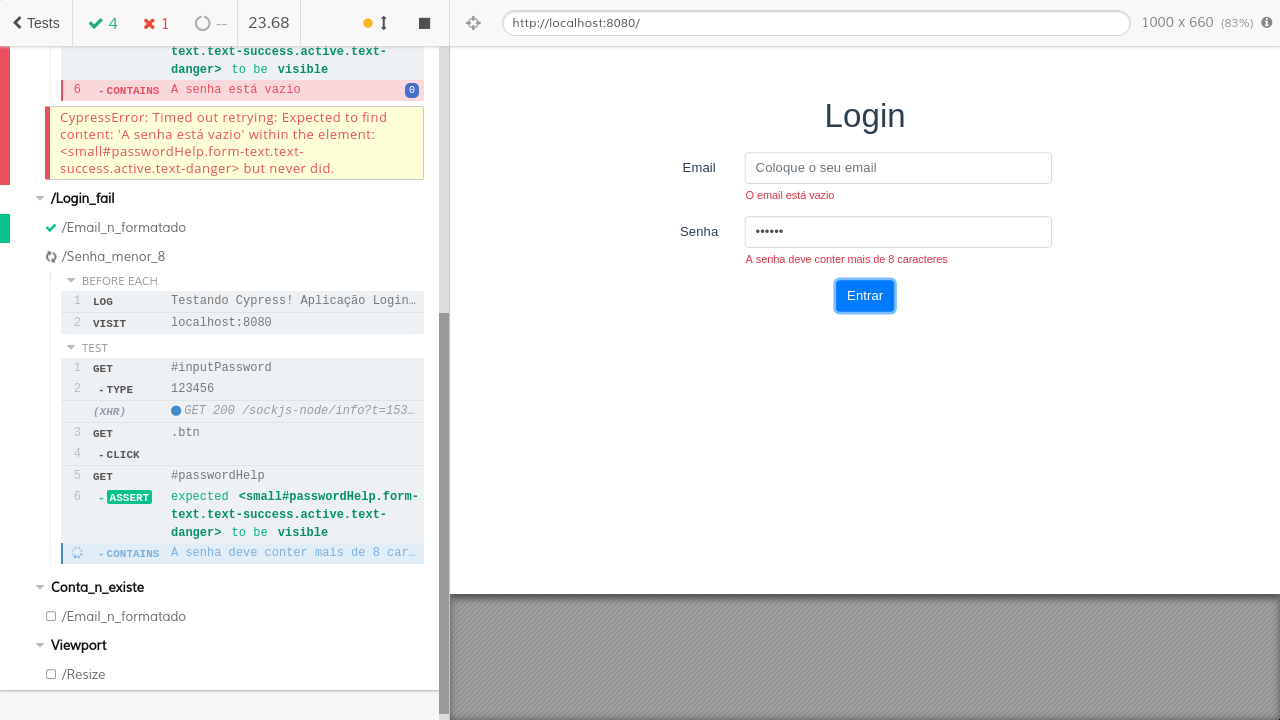 Tests
4
1
--
23.68
http://localhost:8080/
1000 x 660 (83%)
text.text-success.active.text-
danger> to be visible
6 - CONTAINS A senha está vazio 0
CypressError: Timed out retrying: Expected to find
content: 'A senha está vazio' within the element:
<small#passwordHelp.form-text.text-
success.active.text-danger> but never did.
/Login_fail
/Email_n_formatado
/Senha_menor_8
BEFORE EACH
1 LOG Testando Cypress! Aplicação Login…
2 VISIT localhost:8080
TEST
1 GET #inputPassword
2 - TYPE 123456
(XHR) GET 200 /sockjs-node/info?t=153…
3 GET .btn
4 - CLICK
5 GET #passwordHelp
6 - ASSERT expected <small#passwordHelp.form-
text.text-success.active.text-
danger> to be visible
- CONTAINS A senha deve conter mais de 8 car…
Conta_n_existe
/Email_n_formatado
Viewport
/Resize
Login
Email Coloque o seu email
O email está vazio
Senha ••••••
A senha deve conter mais de 8 caracteres
Entrar